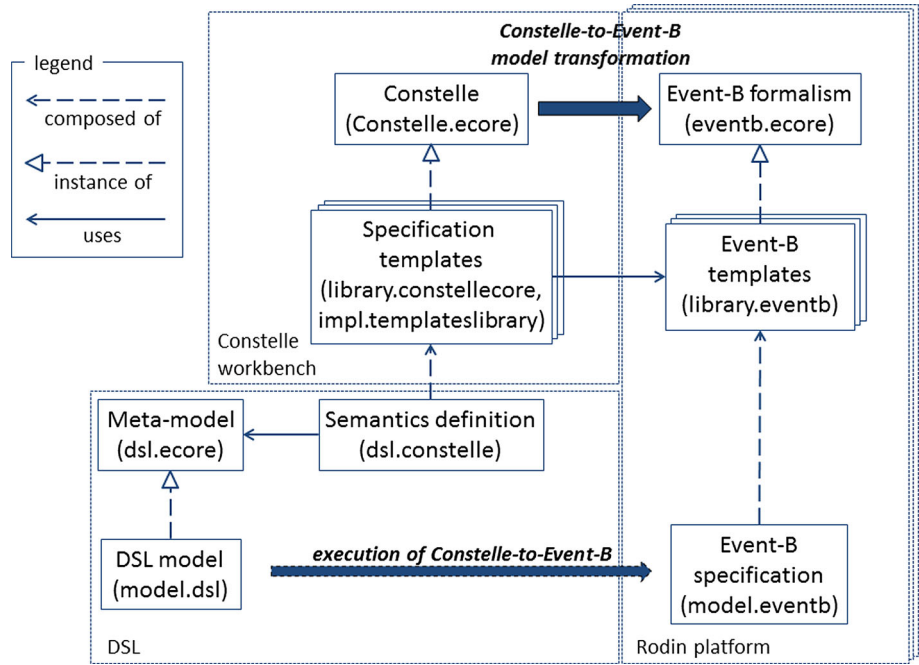 legend
composed of
instance of
uses
Constelle-to-Event-B
model transformation
Constelle
(Constelle.ecore)
Event-B formalism
(eventb.ecore)
Specification
templates
(library.constellecore,
impl.templateslibrary)
Event-B
templates
(library.eventb)
Constelle
workbench
Meta-model
(dsl.ecore)
Semantics definition
(dsl.constelle)
DSL model
(model.dsl)
execution of Constelle-to-Event-B
Event-B
specification
(model.eventb)
DSL
Rodin platform